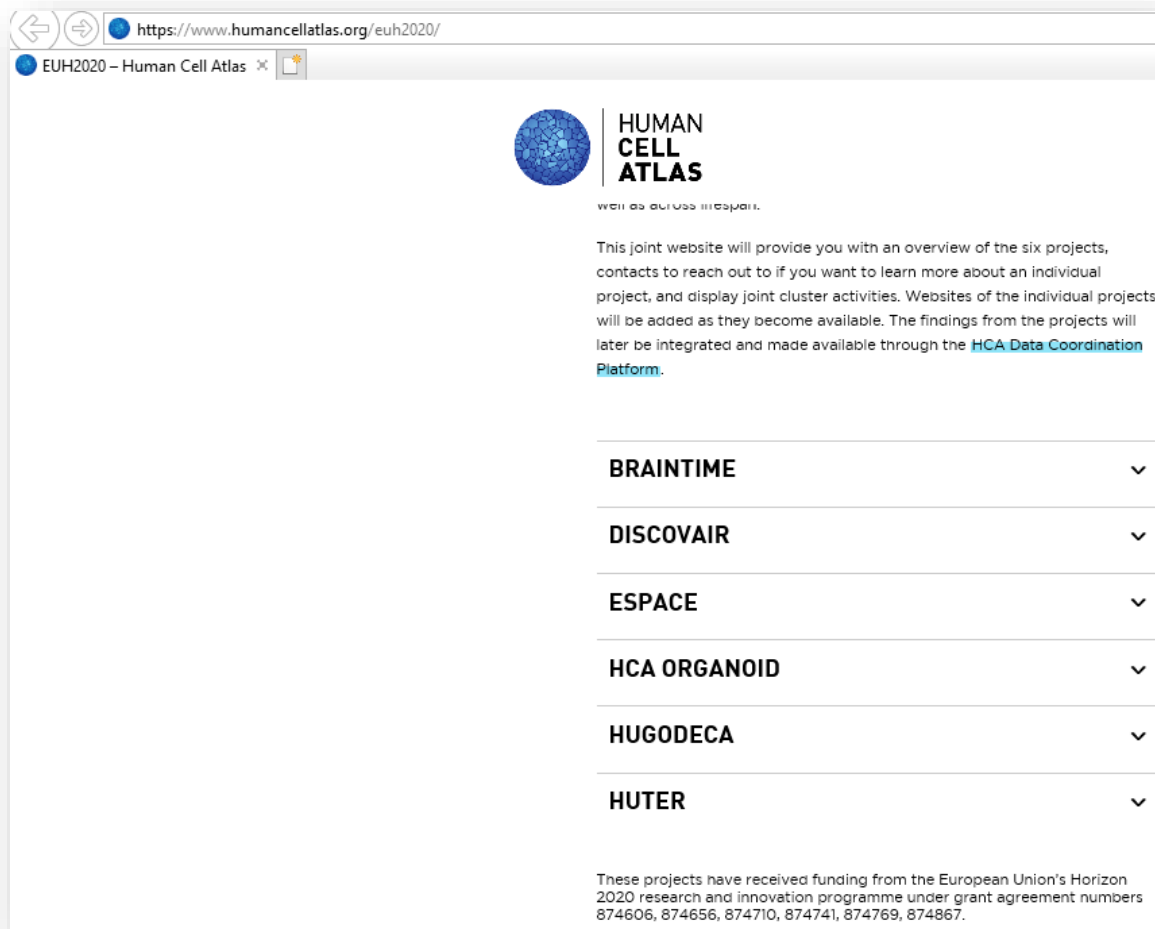 https://www.humancellatlas.org/euh2020/
EUH2020 – Human Cell Atlas
HUMAN
CELL
ATLAS
well as across lifespan.
This joint website will provide you with an overview of the six projects,
contacts to reach out to if you want to learn more about an individual
project, and display joint cluster activities. Websites of the individual projects
will be added as they become available. The findings from the projects will
later be integrated and made available through the HCA Data Coordination
Platform.
BRAINTIME
DISCOVAIR
ESPACE
HCA ORGANOID
HUGODECA
HUTER
These projects have received funding from the European Union's Horizon
2020 research and innovation programme under grant agreement numbers
874606, 874656, 874710, 874741, 874769, 874867.